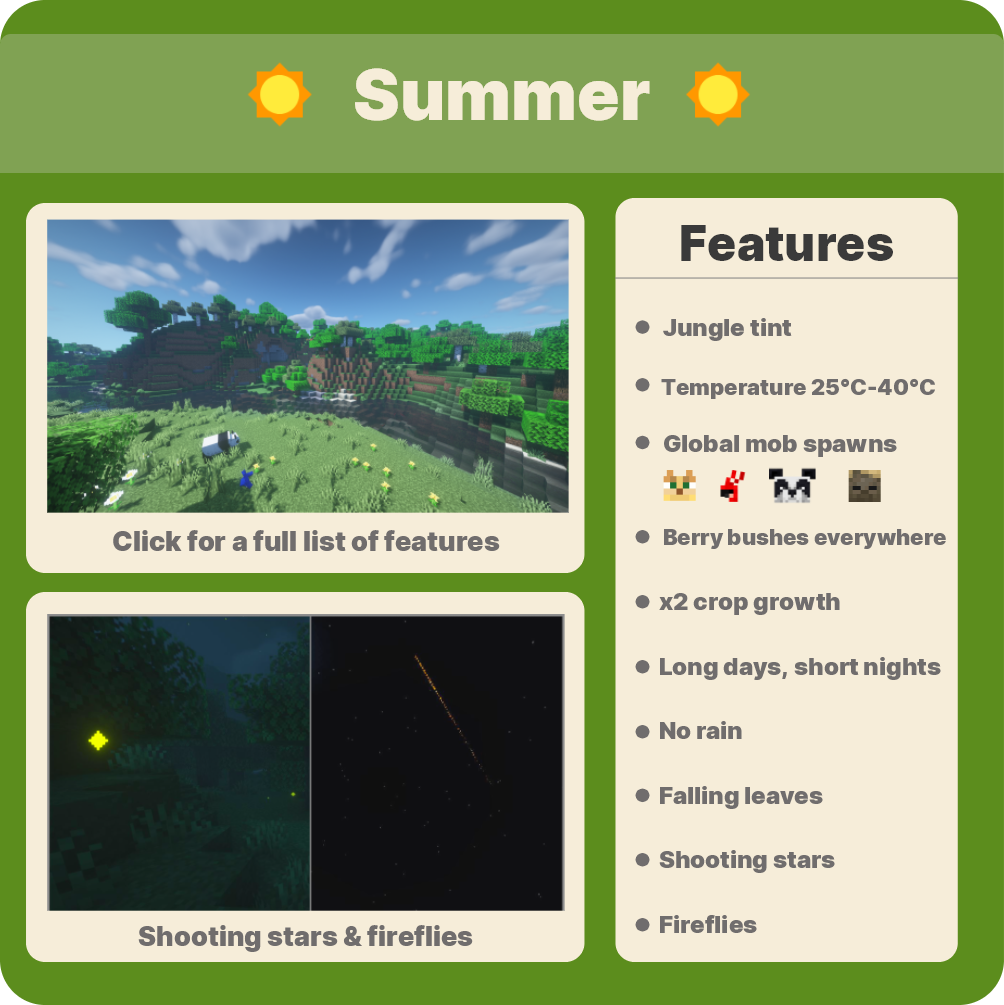 Summer
Click for a full list of features
Shooting stars & fireflies
Features
Jungle tint
Temperature 25°C-40°C
Global mob spawns
Berry bushes everywhere
x2 crop growth
Long days, short nights
No rain
Falling leaves
Shooting stars
Fireflies